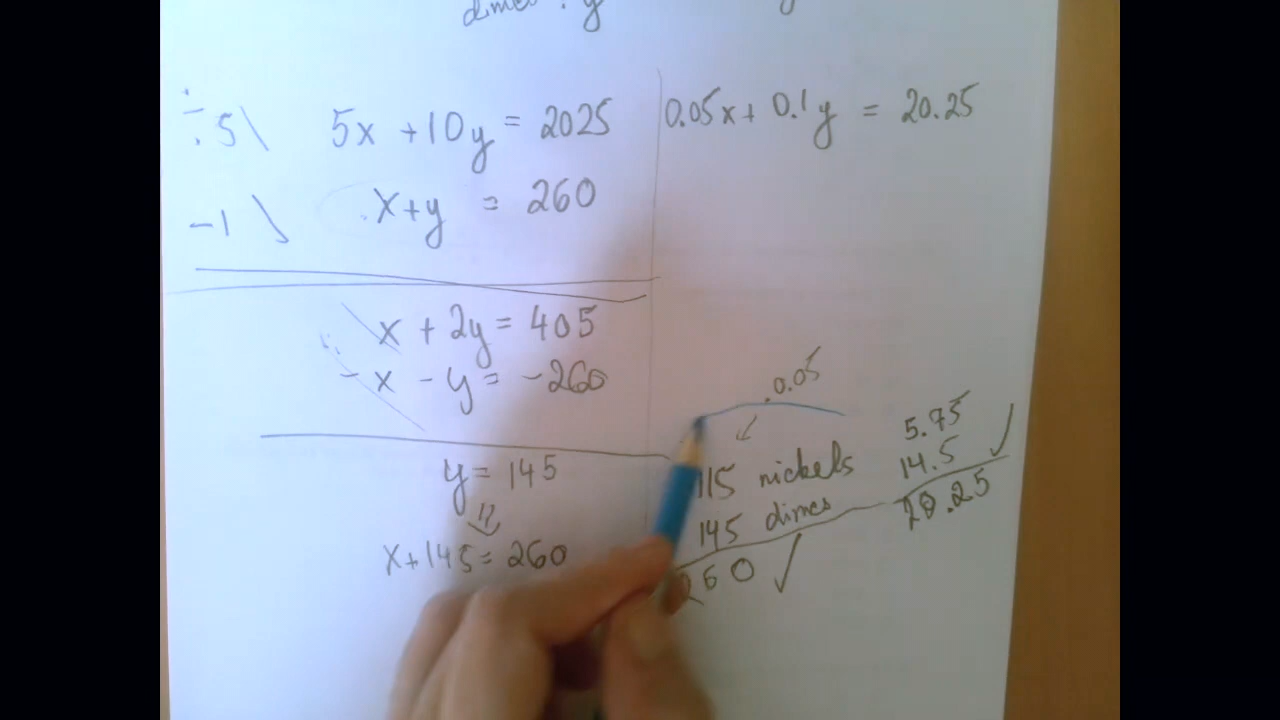 dimes : y y
÷5\ 5x + 10y = 2025
-1 \ x + y = 260
x + 2y = 405
- x - y = -260
y = 145
x + 145 = 260
0.05x + 0.1y = 20.25
.0.05
115 nickels 5.75
145 dimes 14.5 ✓
260 ✓ 20.25